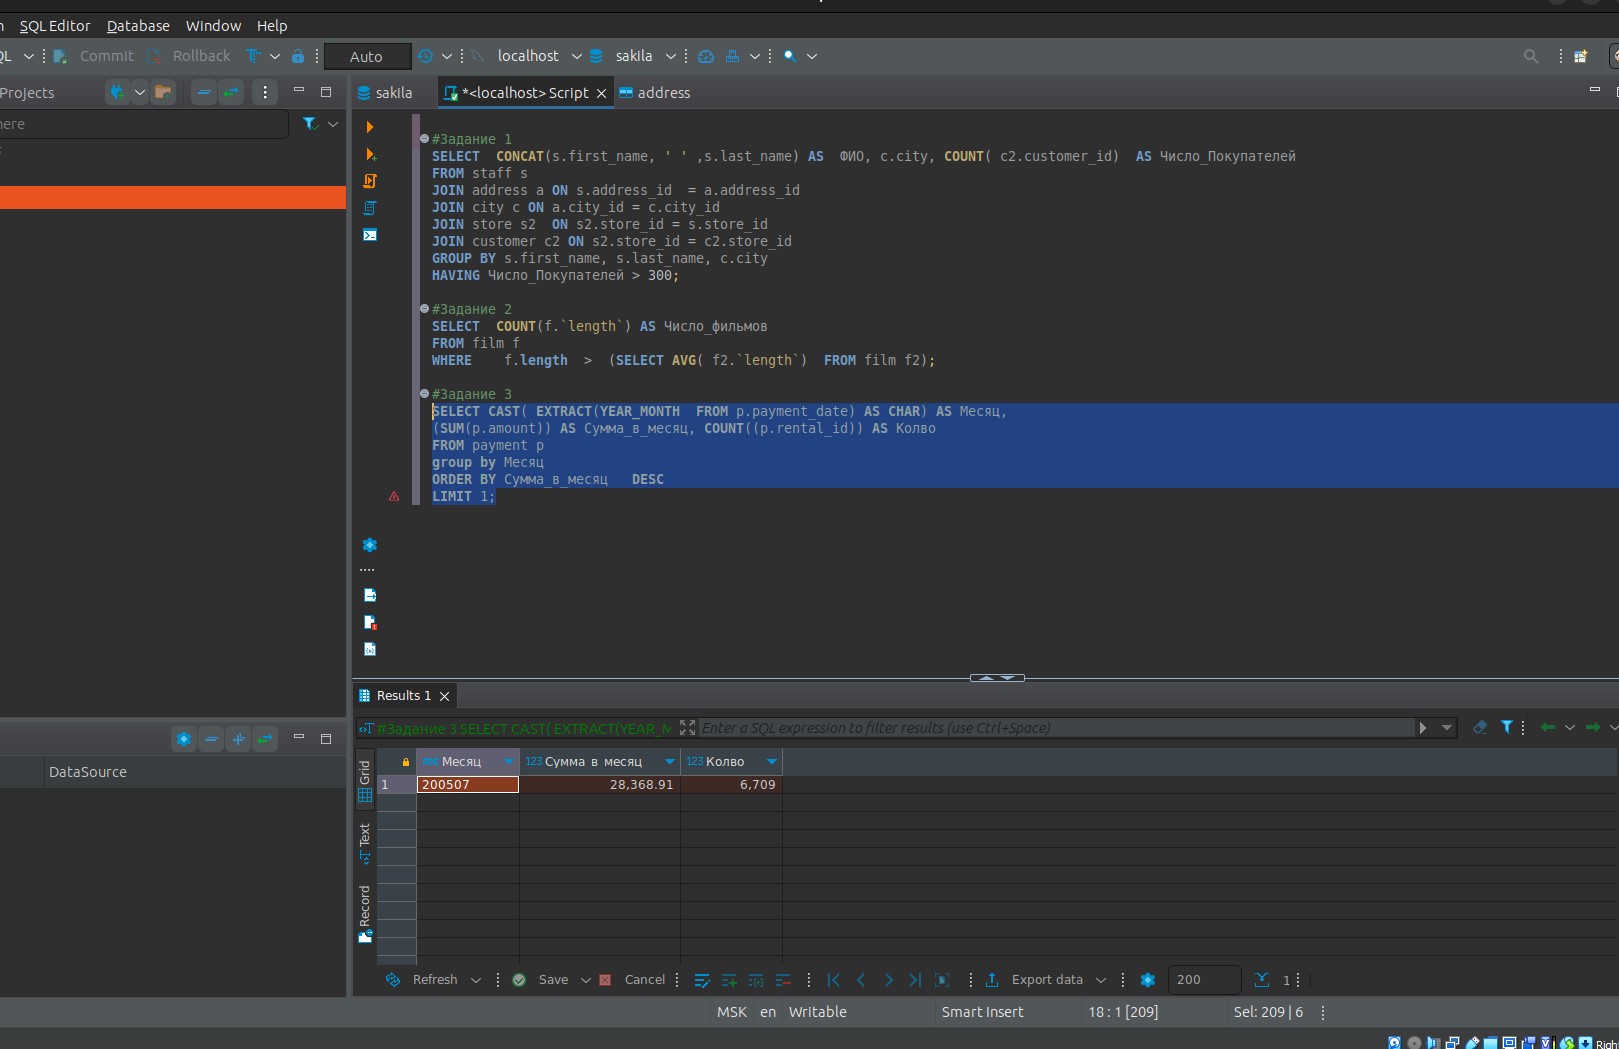 SQL Editor Database Window Help
Commit Rollback Auto localhost sakila
Projects
sakila *<localhost> Script address
#Задание 1
SELECT  CONCAT(s.first_name, ' ' ,s.last_name) AS  ФИО, c.city, COUNT( c2.customer_id)  AS Число_Покупателей
FROM staff s
JOIN address a ON s.address_id  = a.address_id
JOIN city c ON a.city_id = c.city_id
JOIN store s2  ON s2.store_id = s.store_id
JOIN customer c2 ON s2.store_id = c2.store_id
GROUP BY s.first_name, s.last_name, c.city
HAVING Число_Покупателей > 300;
#Задание 2
SELECT  COUNT(f.`length`) AS Число_фильмов
FROM film f
WHERE    f.length  >  (SELECT AVG( f2.`length`)  FROM film f2);
#Задание 3
SELECT CAST( EXTRACT(YEAR_MONTH  FROM p.payment_date) AS CHAR) AS Месяц,
(SUM(p.amount)) AS Сумма_в_месяц, COUNT((p.rental_id)) AS Колво
FROM payment p
group by Месяц
ORDER BY Сумма_в_месяц   DESC
LIMIT 1;
Results 1
#Задание 3 SELECT CAST( EXTRACT(YEAR_M Enter a SQL expression to filter results (use Ctrl+Space)
DataSource
Grid
Text
Record
ABC Месяц 123 Сумма_в_месяц 123 Колво
1 200507 28,368.91 6,709
Refresh Save Cancel Export data 200 1
MSK en Writable Smart Insert 18 : 1 [209] Sel: 209 | 6